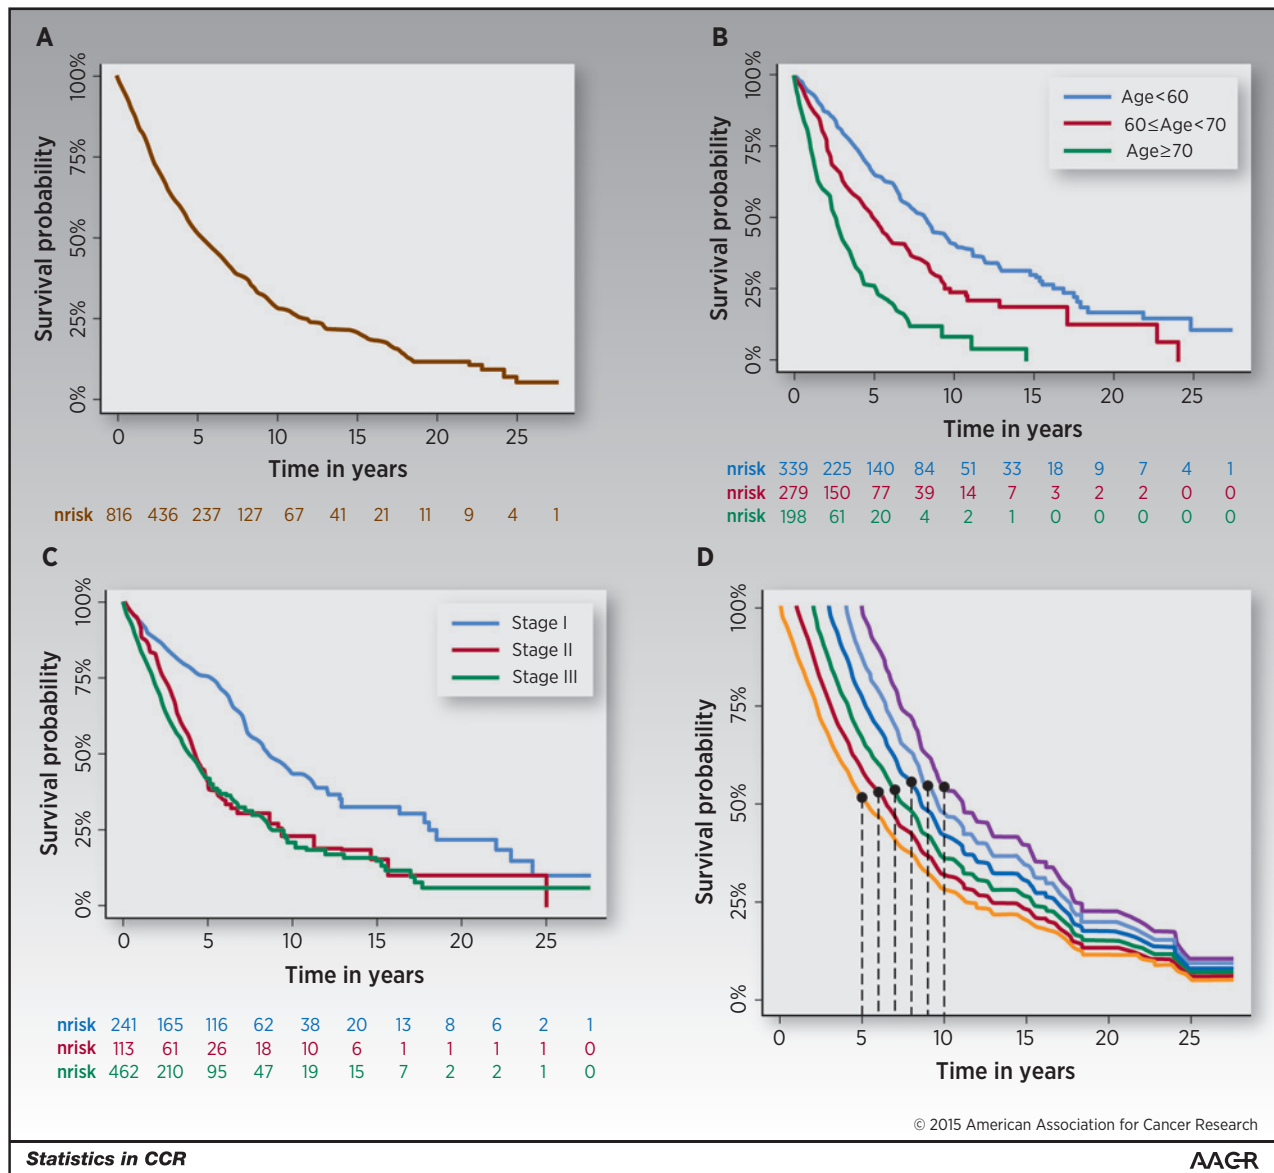 A
Survival probability
100%
75%
50%
25%
0%
0 5 10 15 20 25
Time in years
nrisk 816 436 237 127 67 41 21 11 9 4 1
B
Survival probability
100%
75%
50%
25%
0%
Age<60
60≤Age<70
Age≥70
0 5 10 15 20 25
Time in years
nrisk 339 225 140 84 51 33 18 9 7 4 1
nrisk 279 150 77 39 14 7 3 2 2 0 0
nrisk 198 61 20 4 2 1 0 0 0 0 0
C
Survival probability
100%
75%
50%
25%
0%
Stage I
Stage II
Stage III
0 5 10 15 20 25
Time in years
nrisk 241 165 116 62 38 20 13 8 6 2 1
nrisk 113 61 26 18 10 6 1 1 1 1 0
nrisk 462 210 95 47 19 15 7 2 2 1 0
D
Survival probability
100%
75%
50%
25%
0%
0 5 10 15 20 25
Time in years
© 2015 American Association for Cancer Research
Statistics in CCR
AACR